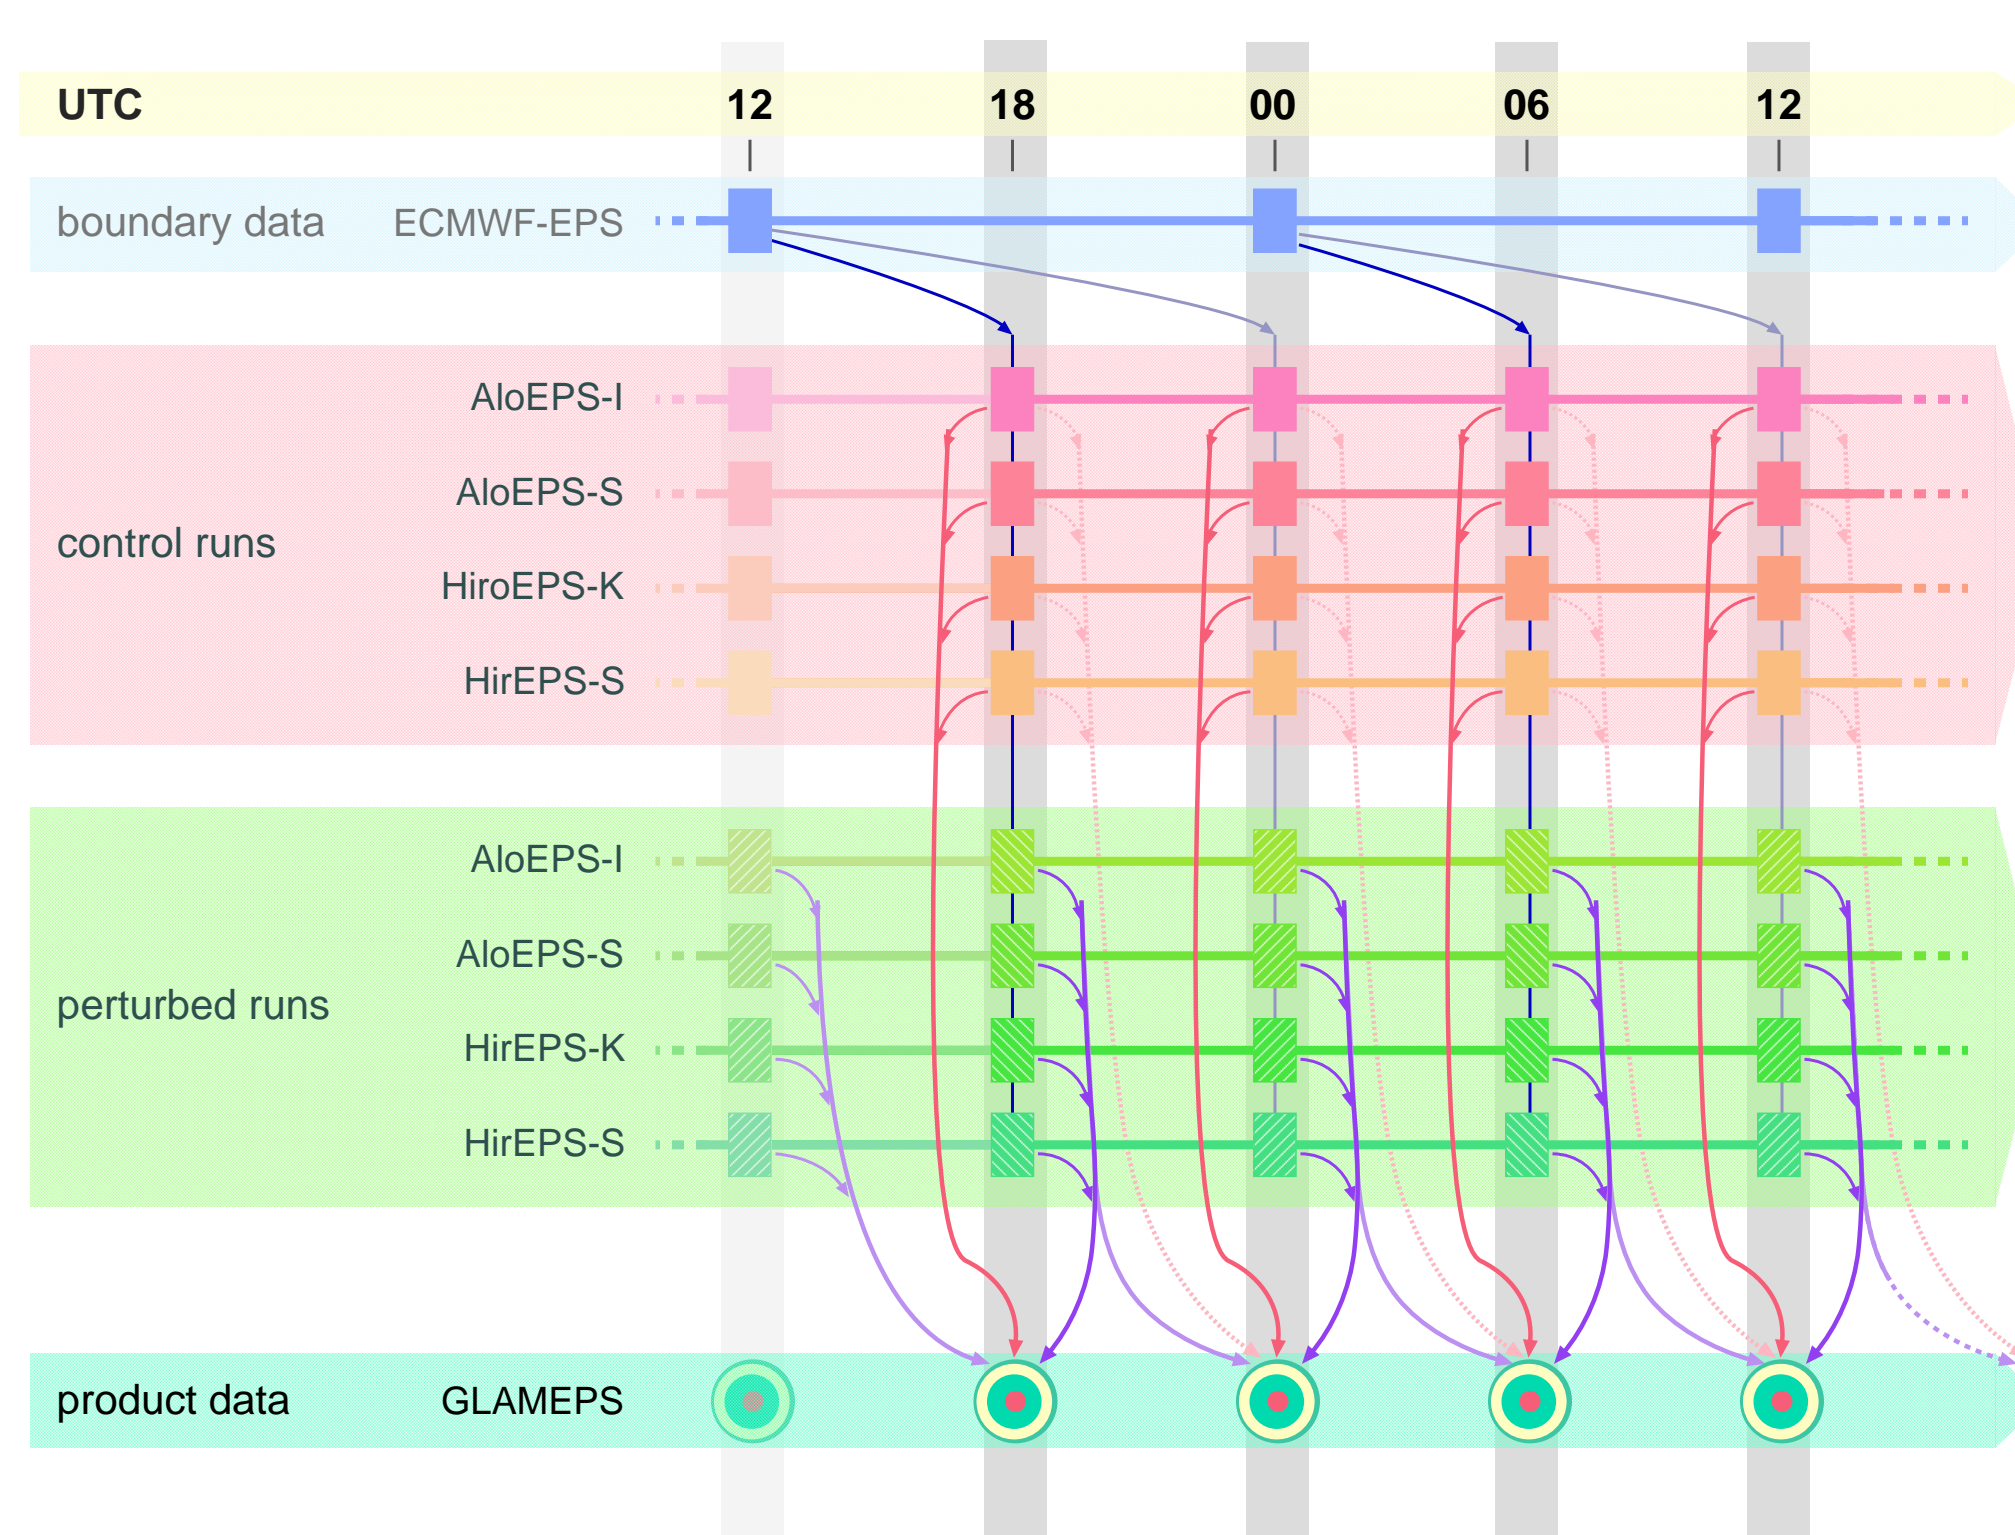 UTC 12 18 00 06 12
boundary data ECMWF-EPS
control runs
AloEPS-I
AloEPS-S
HiroEPS-K
HirEPS-S
perturbed runs
AloEPS-I
AloEPS-S
HirEPS-K
HirEPS-S
product data GLAMEPS